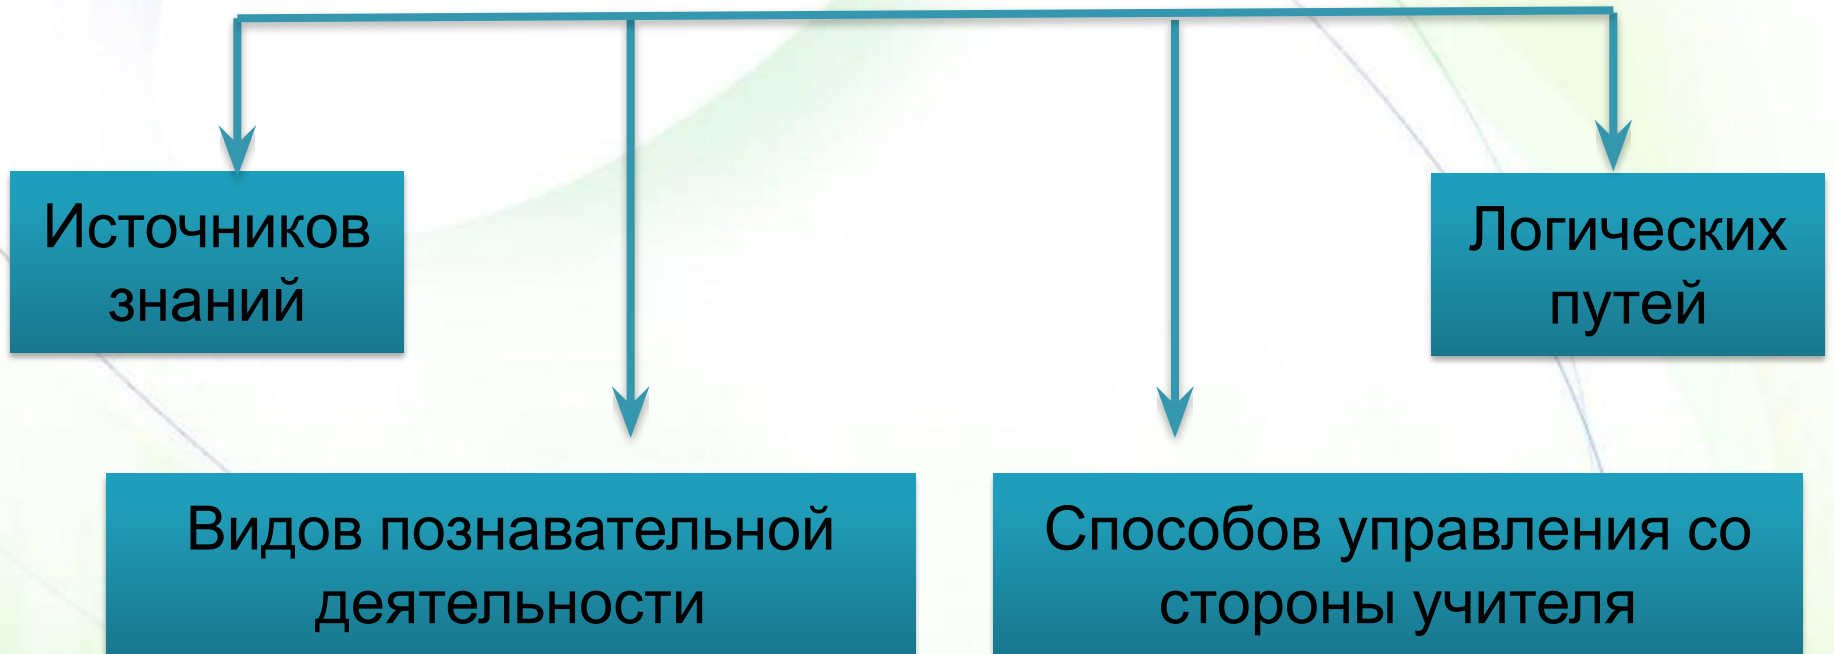 Источников
знаний
Логических
путей
Видов познавательной
деятельности
Способов управления со
стороны учителя